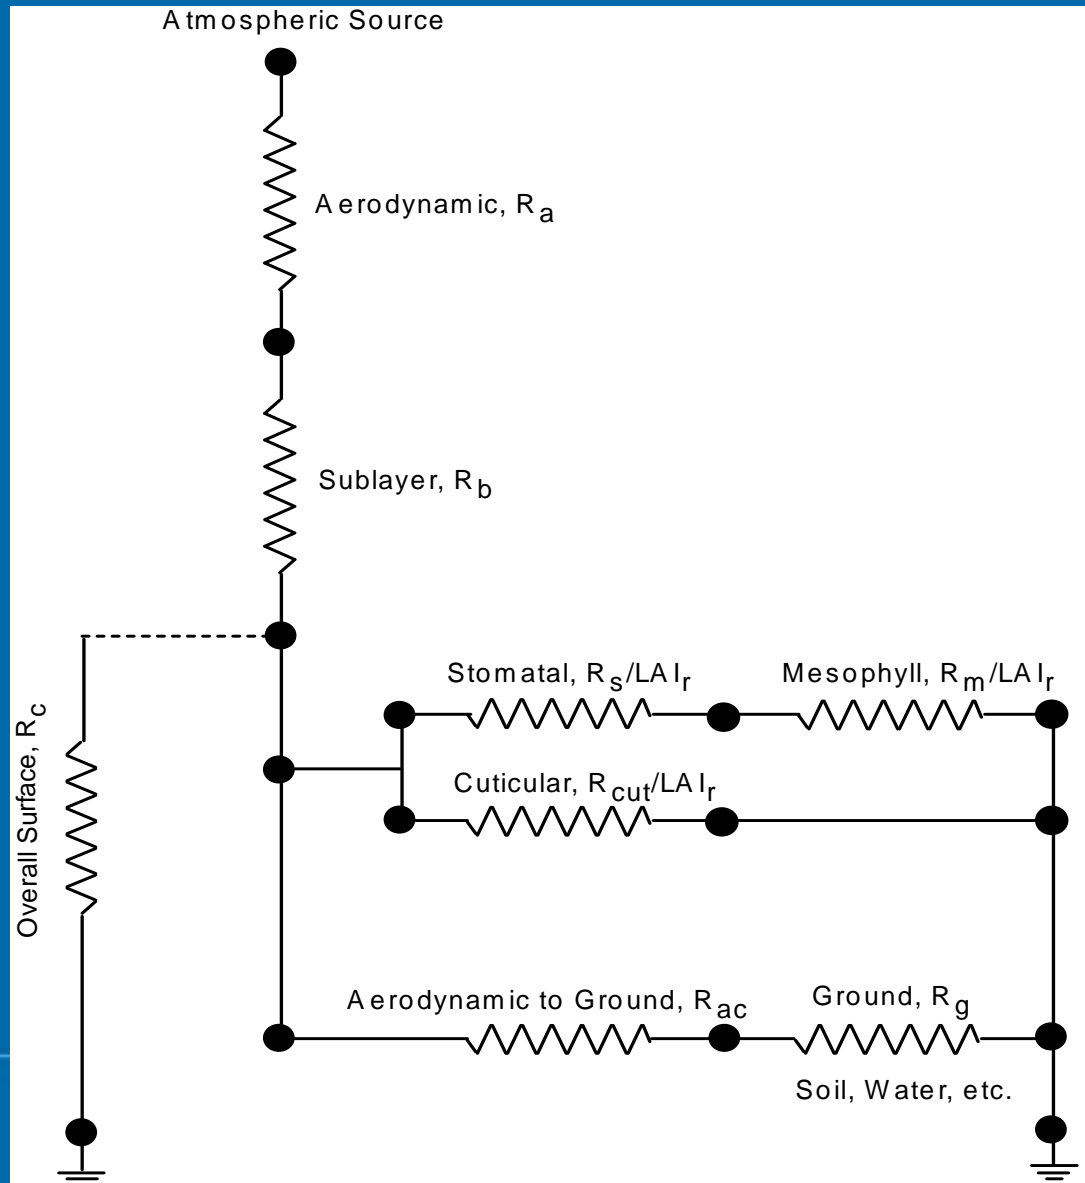 Atmospheric Source
Aerodynamic, Ra
Sublayer, Rb
Overall Surface, Rc
Stomatal, Rs/LAIr
Mesophyll, Rm/LAIr
Cuticular, Rcut/LAIr
Aerodynamic to Ground, Rac
Ground, Rg
Soil, Water, etc.